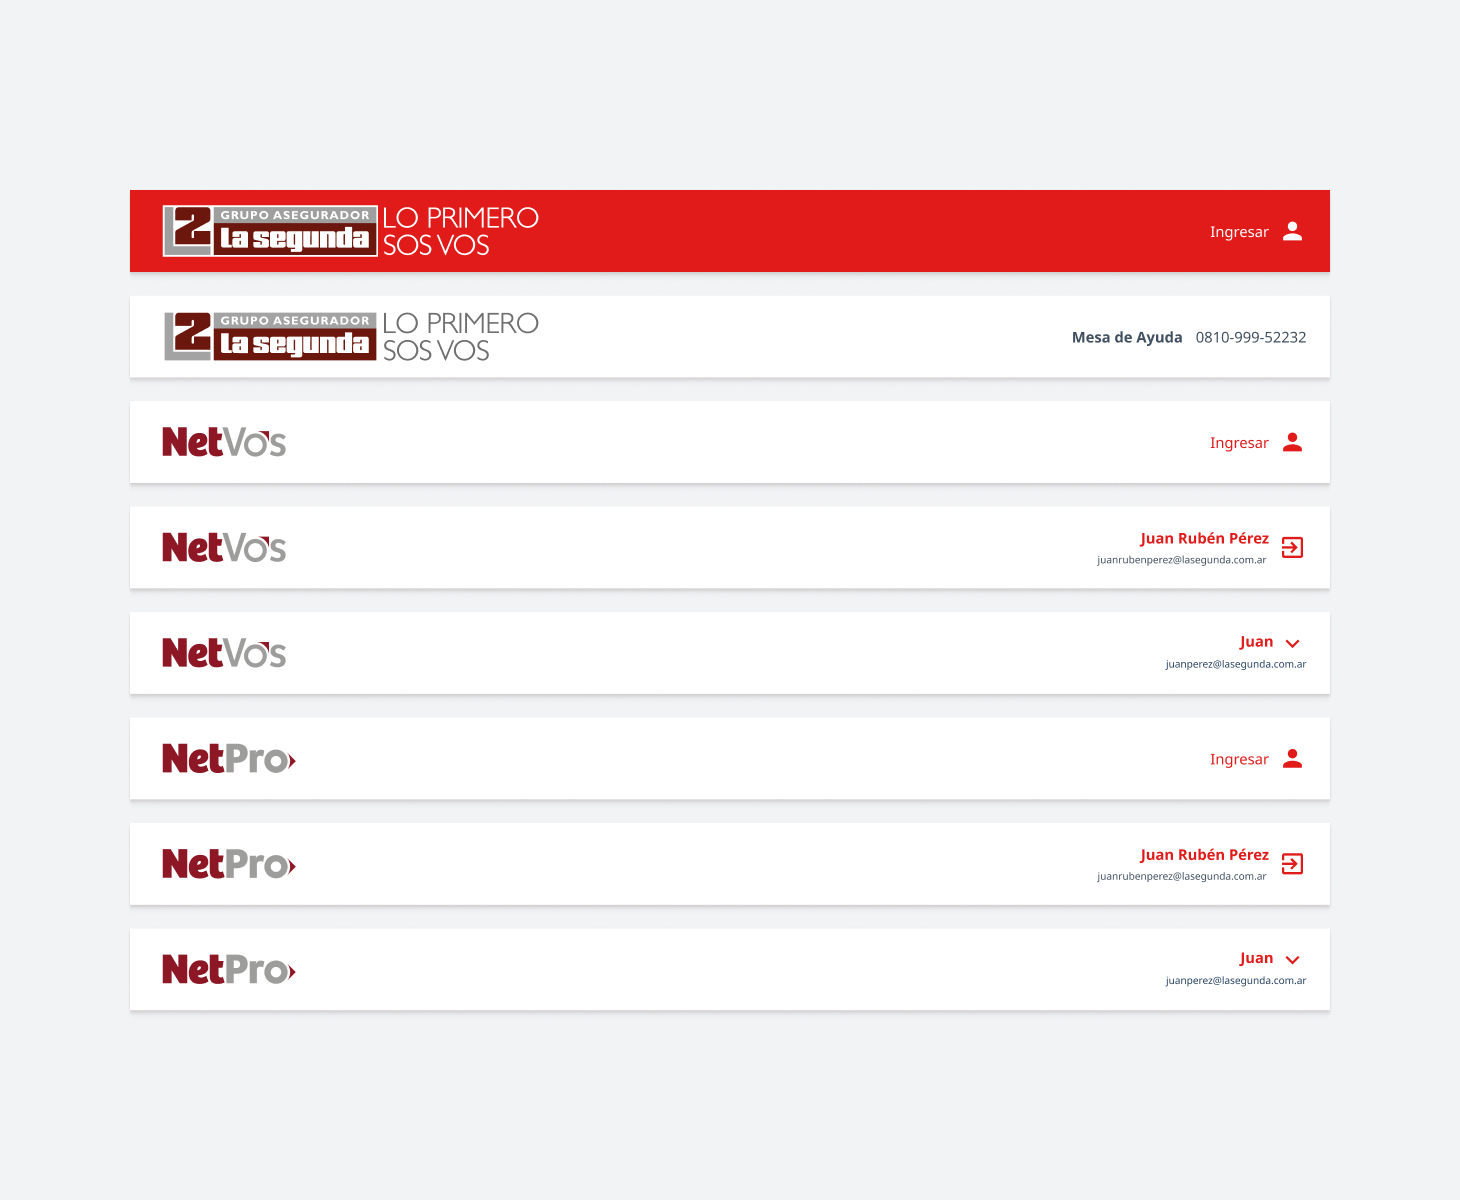 GRUPO ASEGURADOR
La segunda
LO PRIMERO
SOS VOS
Ingresar
GRUPO ASEGURADOR
La segunda
LO PRIMERO
SOS VOS
Mesa de Ayuda 0810-999-52232
NetVos
Ingresar
NetVos
Juan Rubén Pérez
juanrubenperez@lasegunda.com.ar
NetVos
Juan
juanperez@lasegunda.com.ar
NetPro
Ingresar
NetPro
Juan Rubén Pérez
juanrubenperez@lasegunda.com.ar
NetPro
Juan
juanperez@lasegunda.com.ar